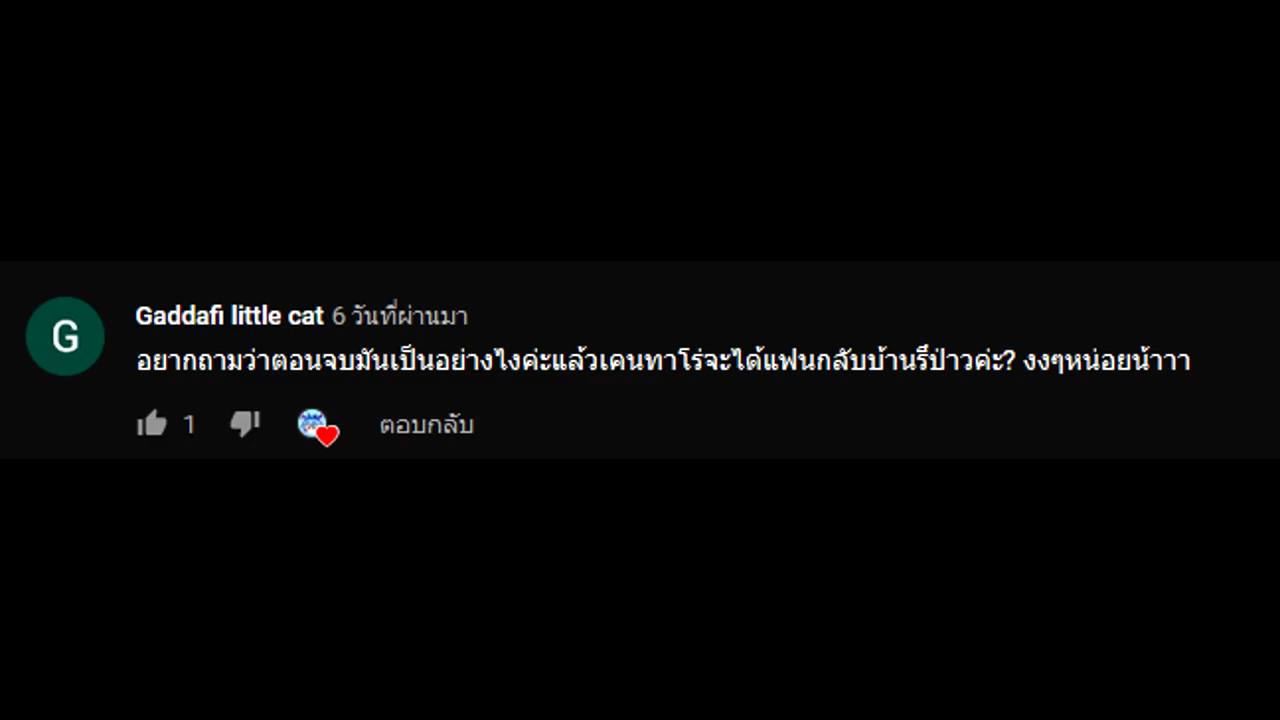 G
Gaddafi little cat 6 วันที่ผ่านมา
อยากถามว่าตอนจบมันเป็นอย่างไงค่ะแล้วเคนทาโร่จะได้แฟนกลับบ้านรึป่าวค่ะ? งงๆหน่อยน้าาา
1 ตอบกลับ